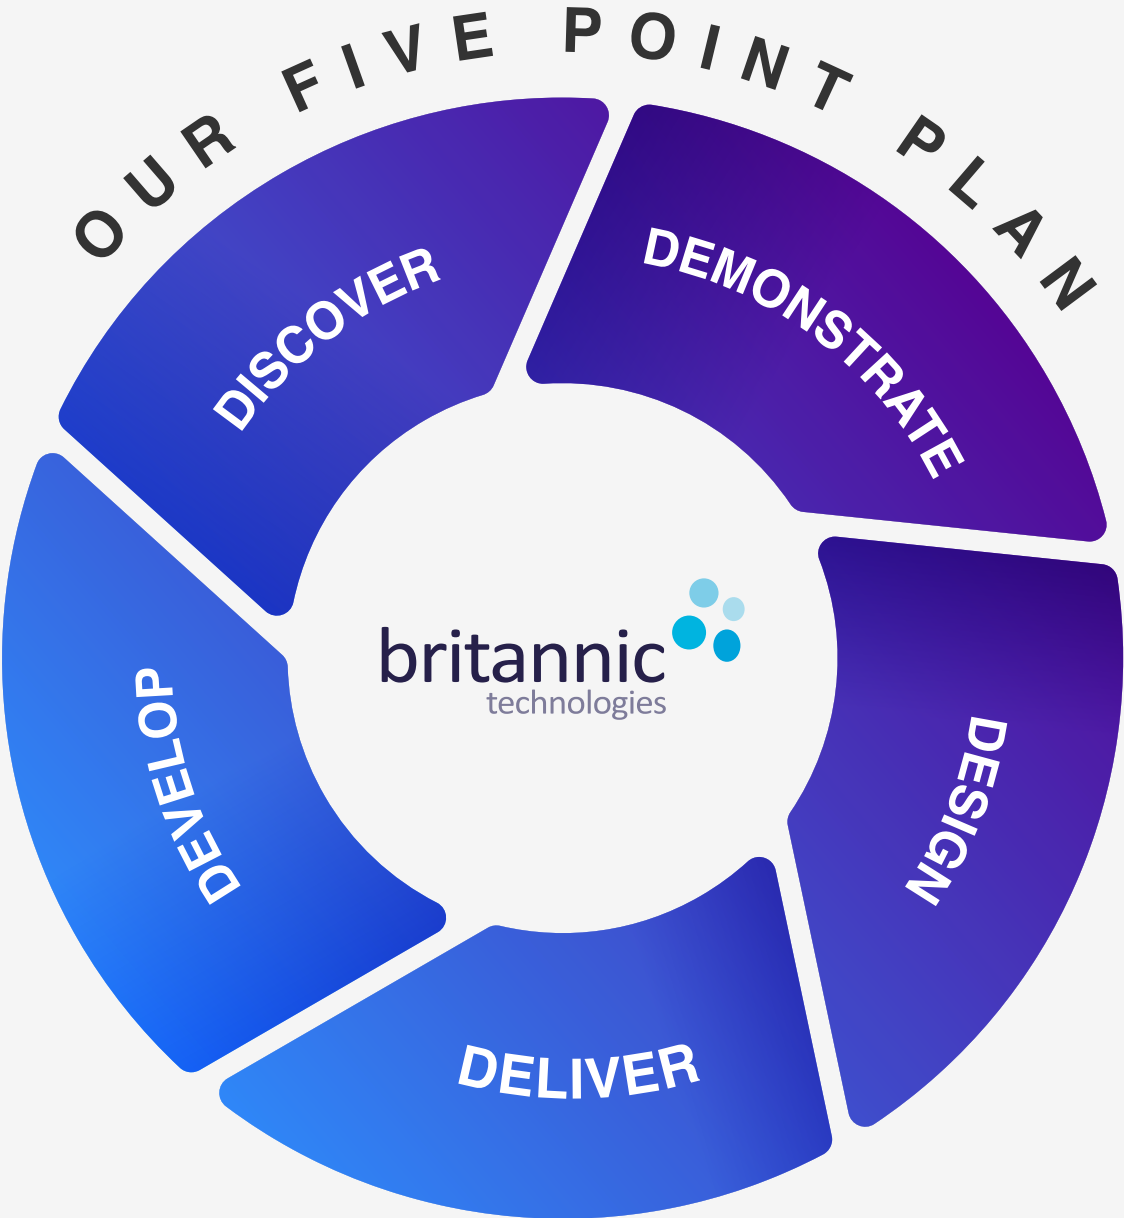 OUR FIVE POINT PLAN
DISCOVER
DEMONSTRATE
DESIGN
DELIVER
DEVELOP
britannic
technologies